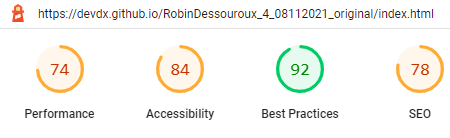 https://devdx.github.io/RobinDessouroux_4_08112021_original/index.html
74 84 92 78
Performance Accessibility Best Practices SEO